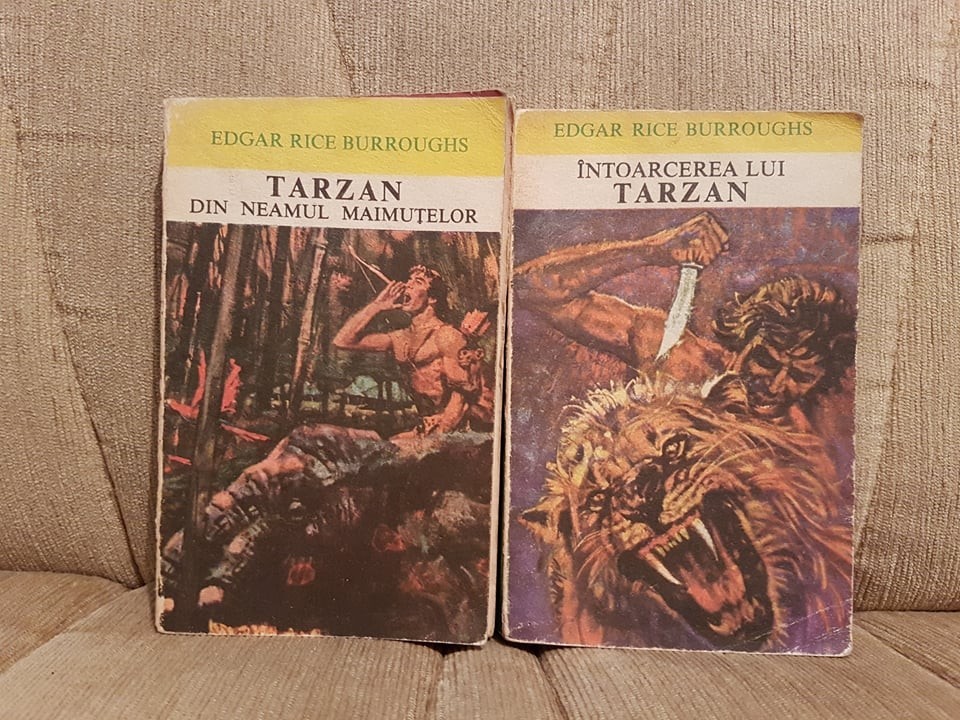 EDGAR RICE BURROUGHS
TARZAN
DIN NEAMUL MAIMUȚELOR
EDGAR RICE BURROUGHS
ÎNTOARCEREA LUI
TARZAN